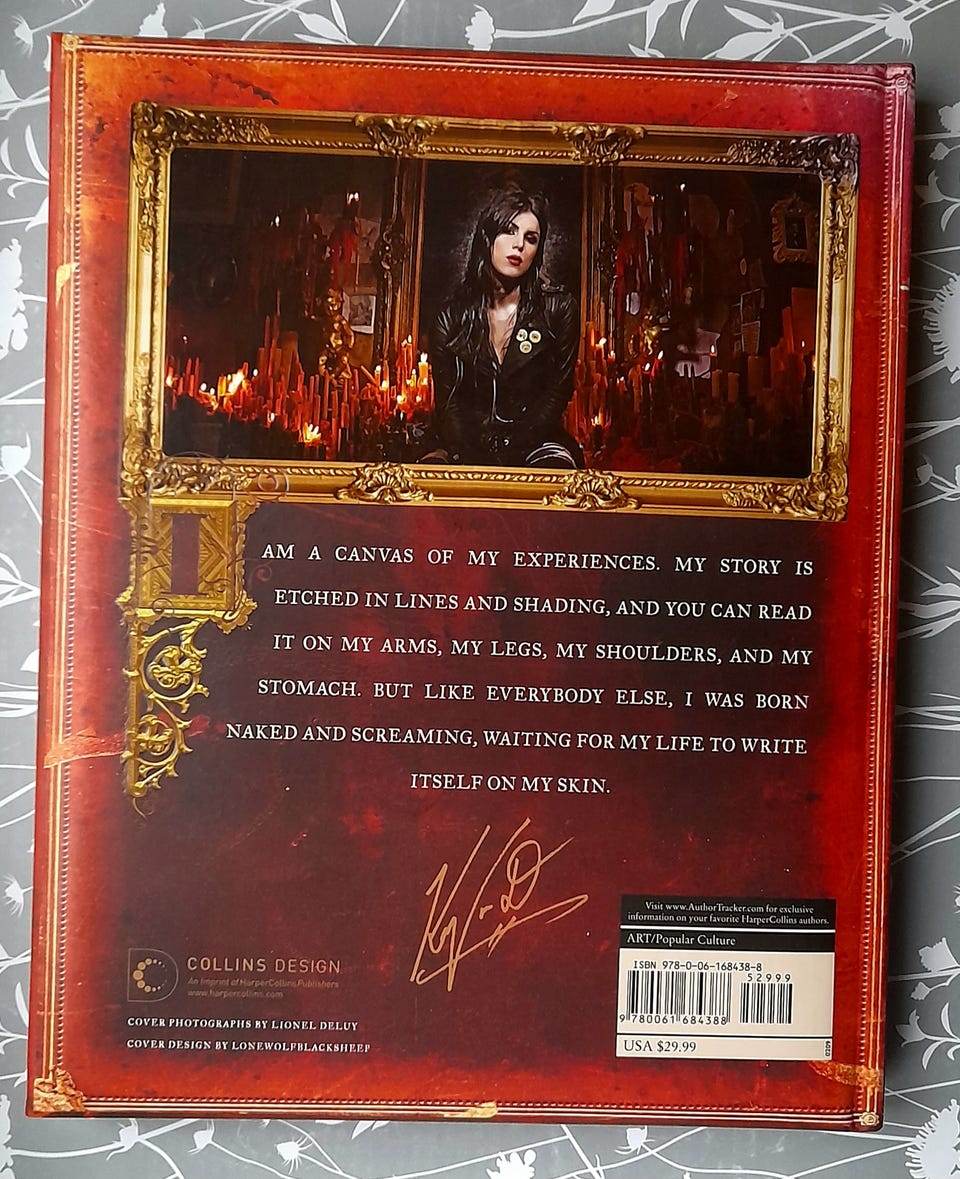 I AM A CANVAS OF MY EXPERIENCES. MY STORY IS
ETCHED IN LINES AND SHADING, AND YOU CAN READ
IT ON MY ARMS, MY LEGS, MY SHOULDERS, AND MY
STOMACH. BUT LIKE EVERYBODY ELSE, I WAS BORN
NAKED AND SCREAMING, WAITING FOR MY LIFE TO WRITE
ITSELF ON MY SKIN.
Kat Von D
COLLINS DESIGN
An Imprint of HarperCollinsPublishers
www.harpercollins.com
COVER PHOTOGRAPHS BY LIONEL DELUY
COVER DESIGN BY LONEWOLFBLACKSHEEP
Visit www.AuthorTracker.com for exclusive
information on your favorite HarperCollins authors.
ART/Popular Culture
ISBN 978-0-06-168438-8
52999
9 780061 684388
USA $29.99
0209